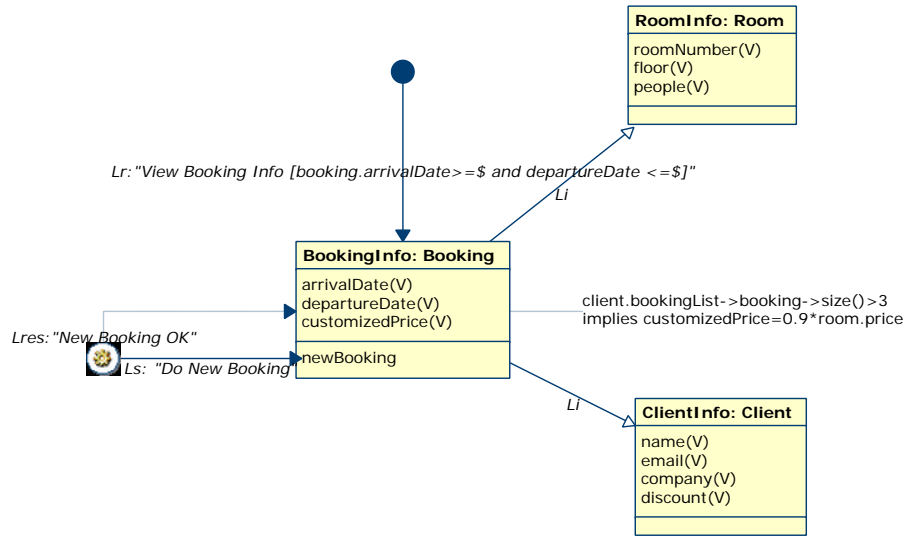 RoomInfo: Room
roomNumber(V)
floor(V)
people(V)
Lr:"View Booking Info [booking.arrivalDate>=$ and departureDate <=$]"
Li
BookingInfo: Booking
arrivalDate(V)
departureDate(V)
customizedPrice(V)
newBooking
client.bookingList->booking->size()>3
implies customizedPrice=0.9*room.price
Lres:"New Booking OK"
Ls: "Do New Booking"
Li
ClientInfo: Client
name(V)
email(V)
company(V)
discount(V)